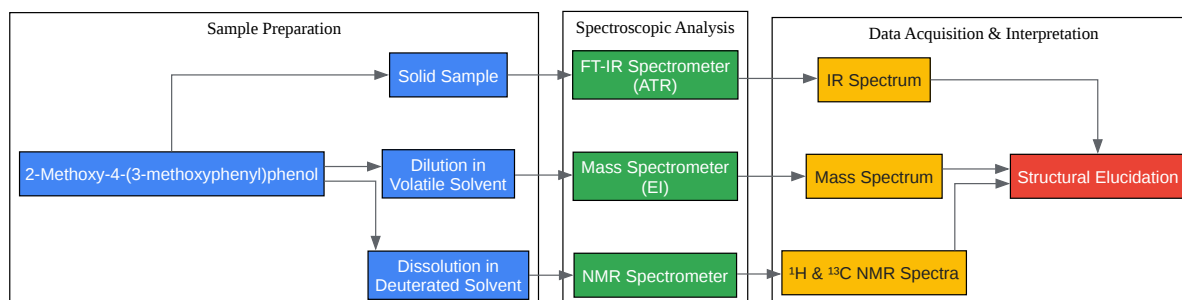 Sample Preparation
Spectroscopic Analysis
Data Acquisition & Interpretation
Solid Sample
FT-IR Spectrometer
(ATR)
IR Spectrum
2-Methoxy-4-(3-methoxyphenyl)phenol
Dilution in
Volatile Solvent
Mass Spectrometer
(EI)
Mass Spectrum
Structural Elucidation
Dissolution in
Deuterated Solvent
NMR Spectrometer
¹H & ¹³C NMR Spectra